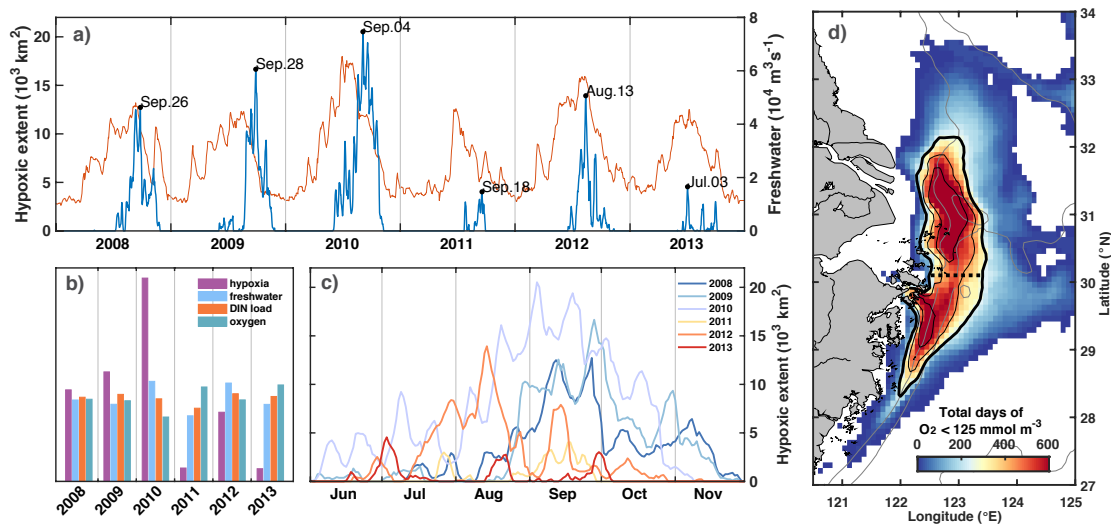 a)
Hypoxic extent (10³ km²)
20
15
10
5
0
Sep.26
Sep.28
Sep.04
Sep.18
Aug.13
Jul.03
8
6
4
2
0
Freshwater (10⁴ m³s⁻¹)
2008 2009 2010 2011 2012 2013
b)
hypoxia
freshwater
DIN load
oxygen
2008 2009 2010 2011 2012 2013
c)
2008
2009
2010
2011
2012
2013
20
15
10
5
0
Hypoxic extent (10³ km²)
Jun Jul Aug Sep Oct Nov
d)
34
33
32
31
30
29
28
27
Latitude (°N)
Total days of
O₂ < 125 mmol m⁻³
0 200 400 600
121 122 123 124 125
Longitude (°E)